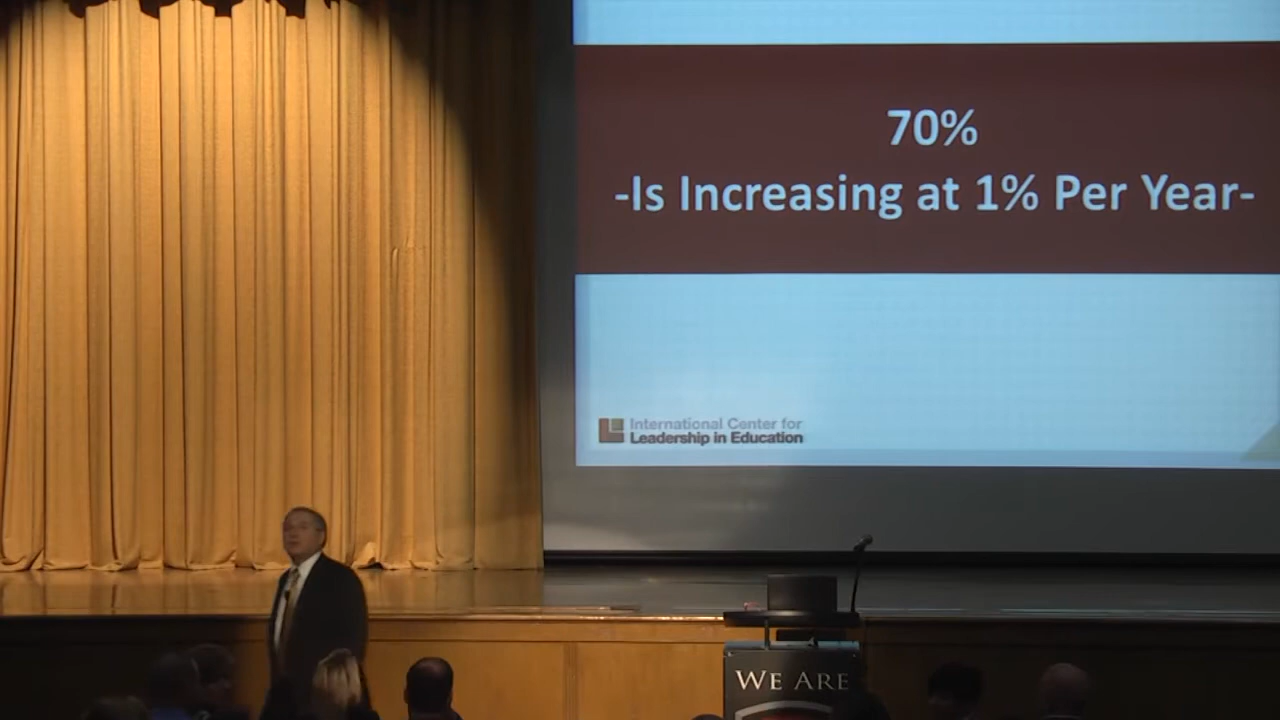 70%
-Is Increasing at 1% Per Year-
International Center for
Leadership in Education
WE ARE